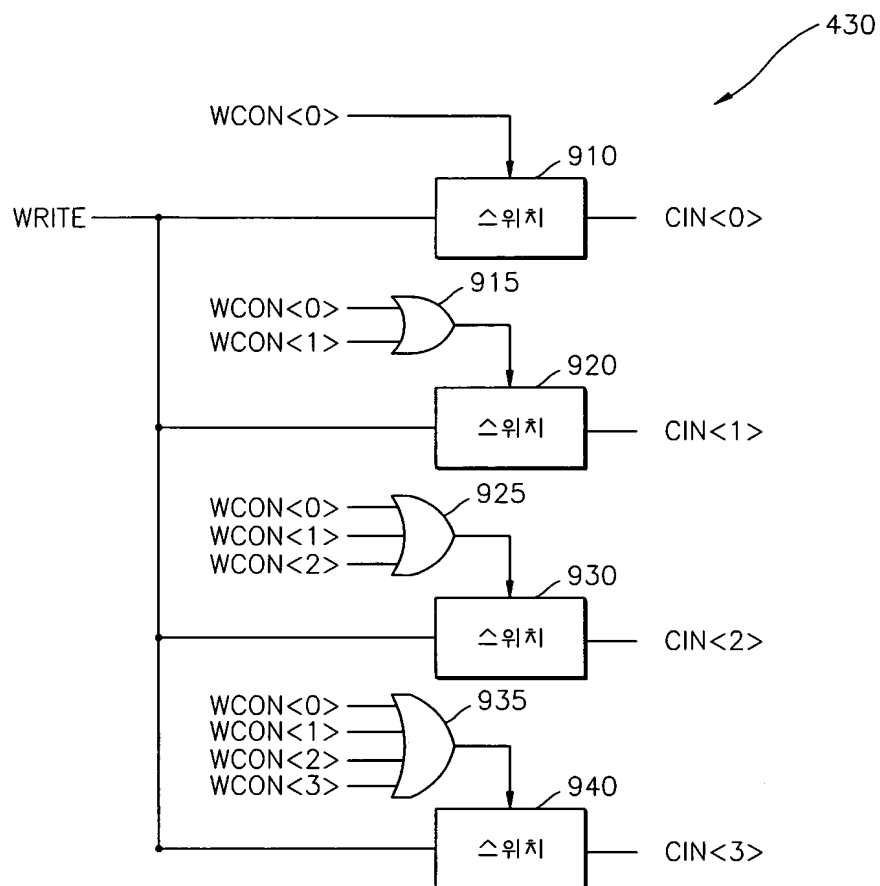 430
WCON<0>
910
WRITE
스위치
CIN<0>
915
WCON<0>
WCON<1>
920
스위치
CIN<1>
925
WCON<0>
WCON<1>
WCON<2>
930
스위치
CIN<2>
935
WCON<0>
WCON<1>
WCON<2>
WCON<3>
940
스위치
CIN<3>